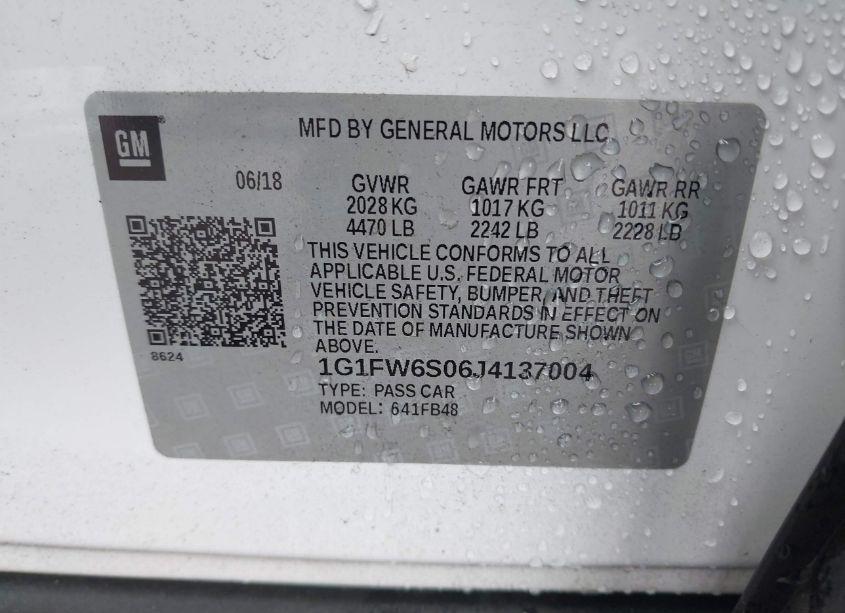 GM
MFD BY GENERAL MOTORS LLC
06/18 GVWR GAWR FRT GAWR RR
2028 KG 1017 KG 1011 KG
4470 LB 2242 LB 2228 LB
THIS VEHICLE CONFORMS TO ALL
APPLICABLE U.S. FEDERAL MOTOR
VEHICLE SAFETY, BUMPER, AND THEFT
PREVENTION STANDARDS IN EFFECT ON
THE DATE OF MANUFACTURE SHOWN
ABOVE.
8624
1G1FW6S06J4137004
TYPE: PASS CAR
MODEL: 641FB48